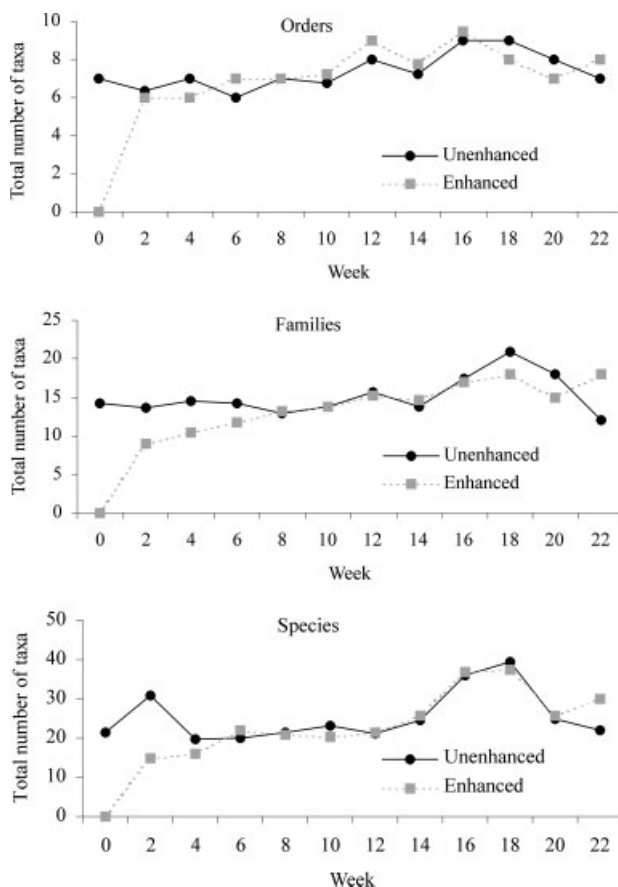 Orders
Total number of taxa
10
8
6
4
2
0
Unenhanced
Enhanced
0 2 4 6 8 10 12 14 16 18 20 22
Week
Families
Total number of taxa
25
20
15
10
5
0
Unenhanced
Enhanced
0 2 4 6 8 10 12 14 16 18 20 22
Week
Species
Total number of taxa
50
40
30
20
10
0
Unenhanced
Enhanced
0 2 4 6 8 10 12 14 16 18 20 22
Week